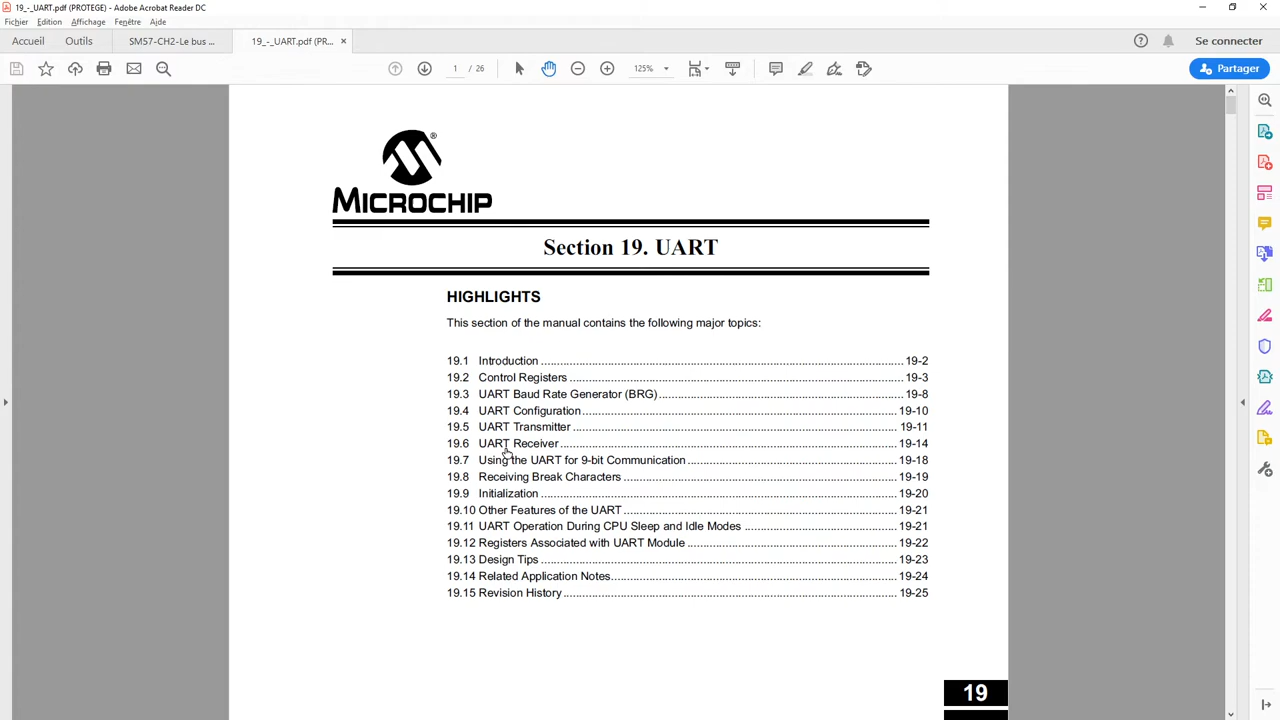 19_-_UART.pdf (PROTEGE) - Adobe Acrobat Reader DC
Fichier Edition Affichage Fenêtre Aide
Accueil Outils SM57-CH2-Le bus ... 19_-_UART.pdf (PR... × Se connecter
1 / 26 125% Partager
MICROCHIP ®
Section 19. UART
HIGHLIGHTS
This section of the manual contains the following major topics:
19.1 Introduction ... 19-2
19.2 Control Registers ... 19-3
19.3 UART Baud Rate Generator (BRG) ... 19-8
19.4 UART Configuration ... 19-10
19.5 UART Transmitter ... 19-11
19.6 UART Receiver ... 19-14
19.7 Using the UART for 9-bit Communication ... 19-18
19.8 Receiving Break Characters ... 19-19
19.9 Initialization ... 19-20
19.10 Other Features of the UART ... 19-21
19.11 UART Operation During CPU Sleep and Idle Modes ... 19-21
19.12 Registers Associated with UART Module ... 19-22
19.13 Design Tips ... 19-23
19.14 Related Application Notes ... 19-24
19.15 Revision History ... 19-25
19